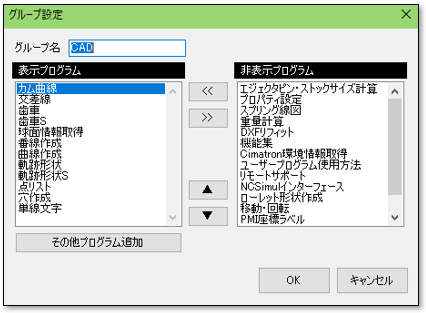 グループ設定
グループ名 CAD
表示プログラム
カム曲線
交差線
歯車
歯車S
球面情報取得
番線作成
曲線作成
軌跡形状
軌跡形状S
点リスト
穴作成
単線文字
<<
>>
▲
▼
非表示プログラム
エジェクタピン・ストックサイズ計算
プロパティ設定
スプリング線図
重量計算
DXFリフィット
機能集
Cimatron環境情報取得
ユーザープログラム使用方法
リモートサポート
NCSimulインターフェース
ローレット形状作成
移動・回転
PMI座標ラベル
その他プログラム追加
OK キャンセル